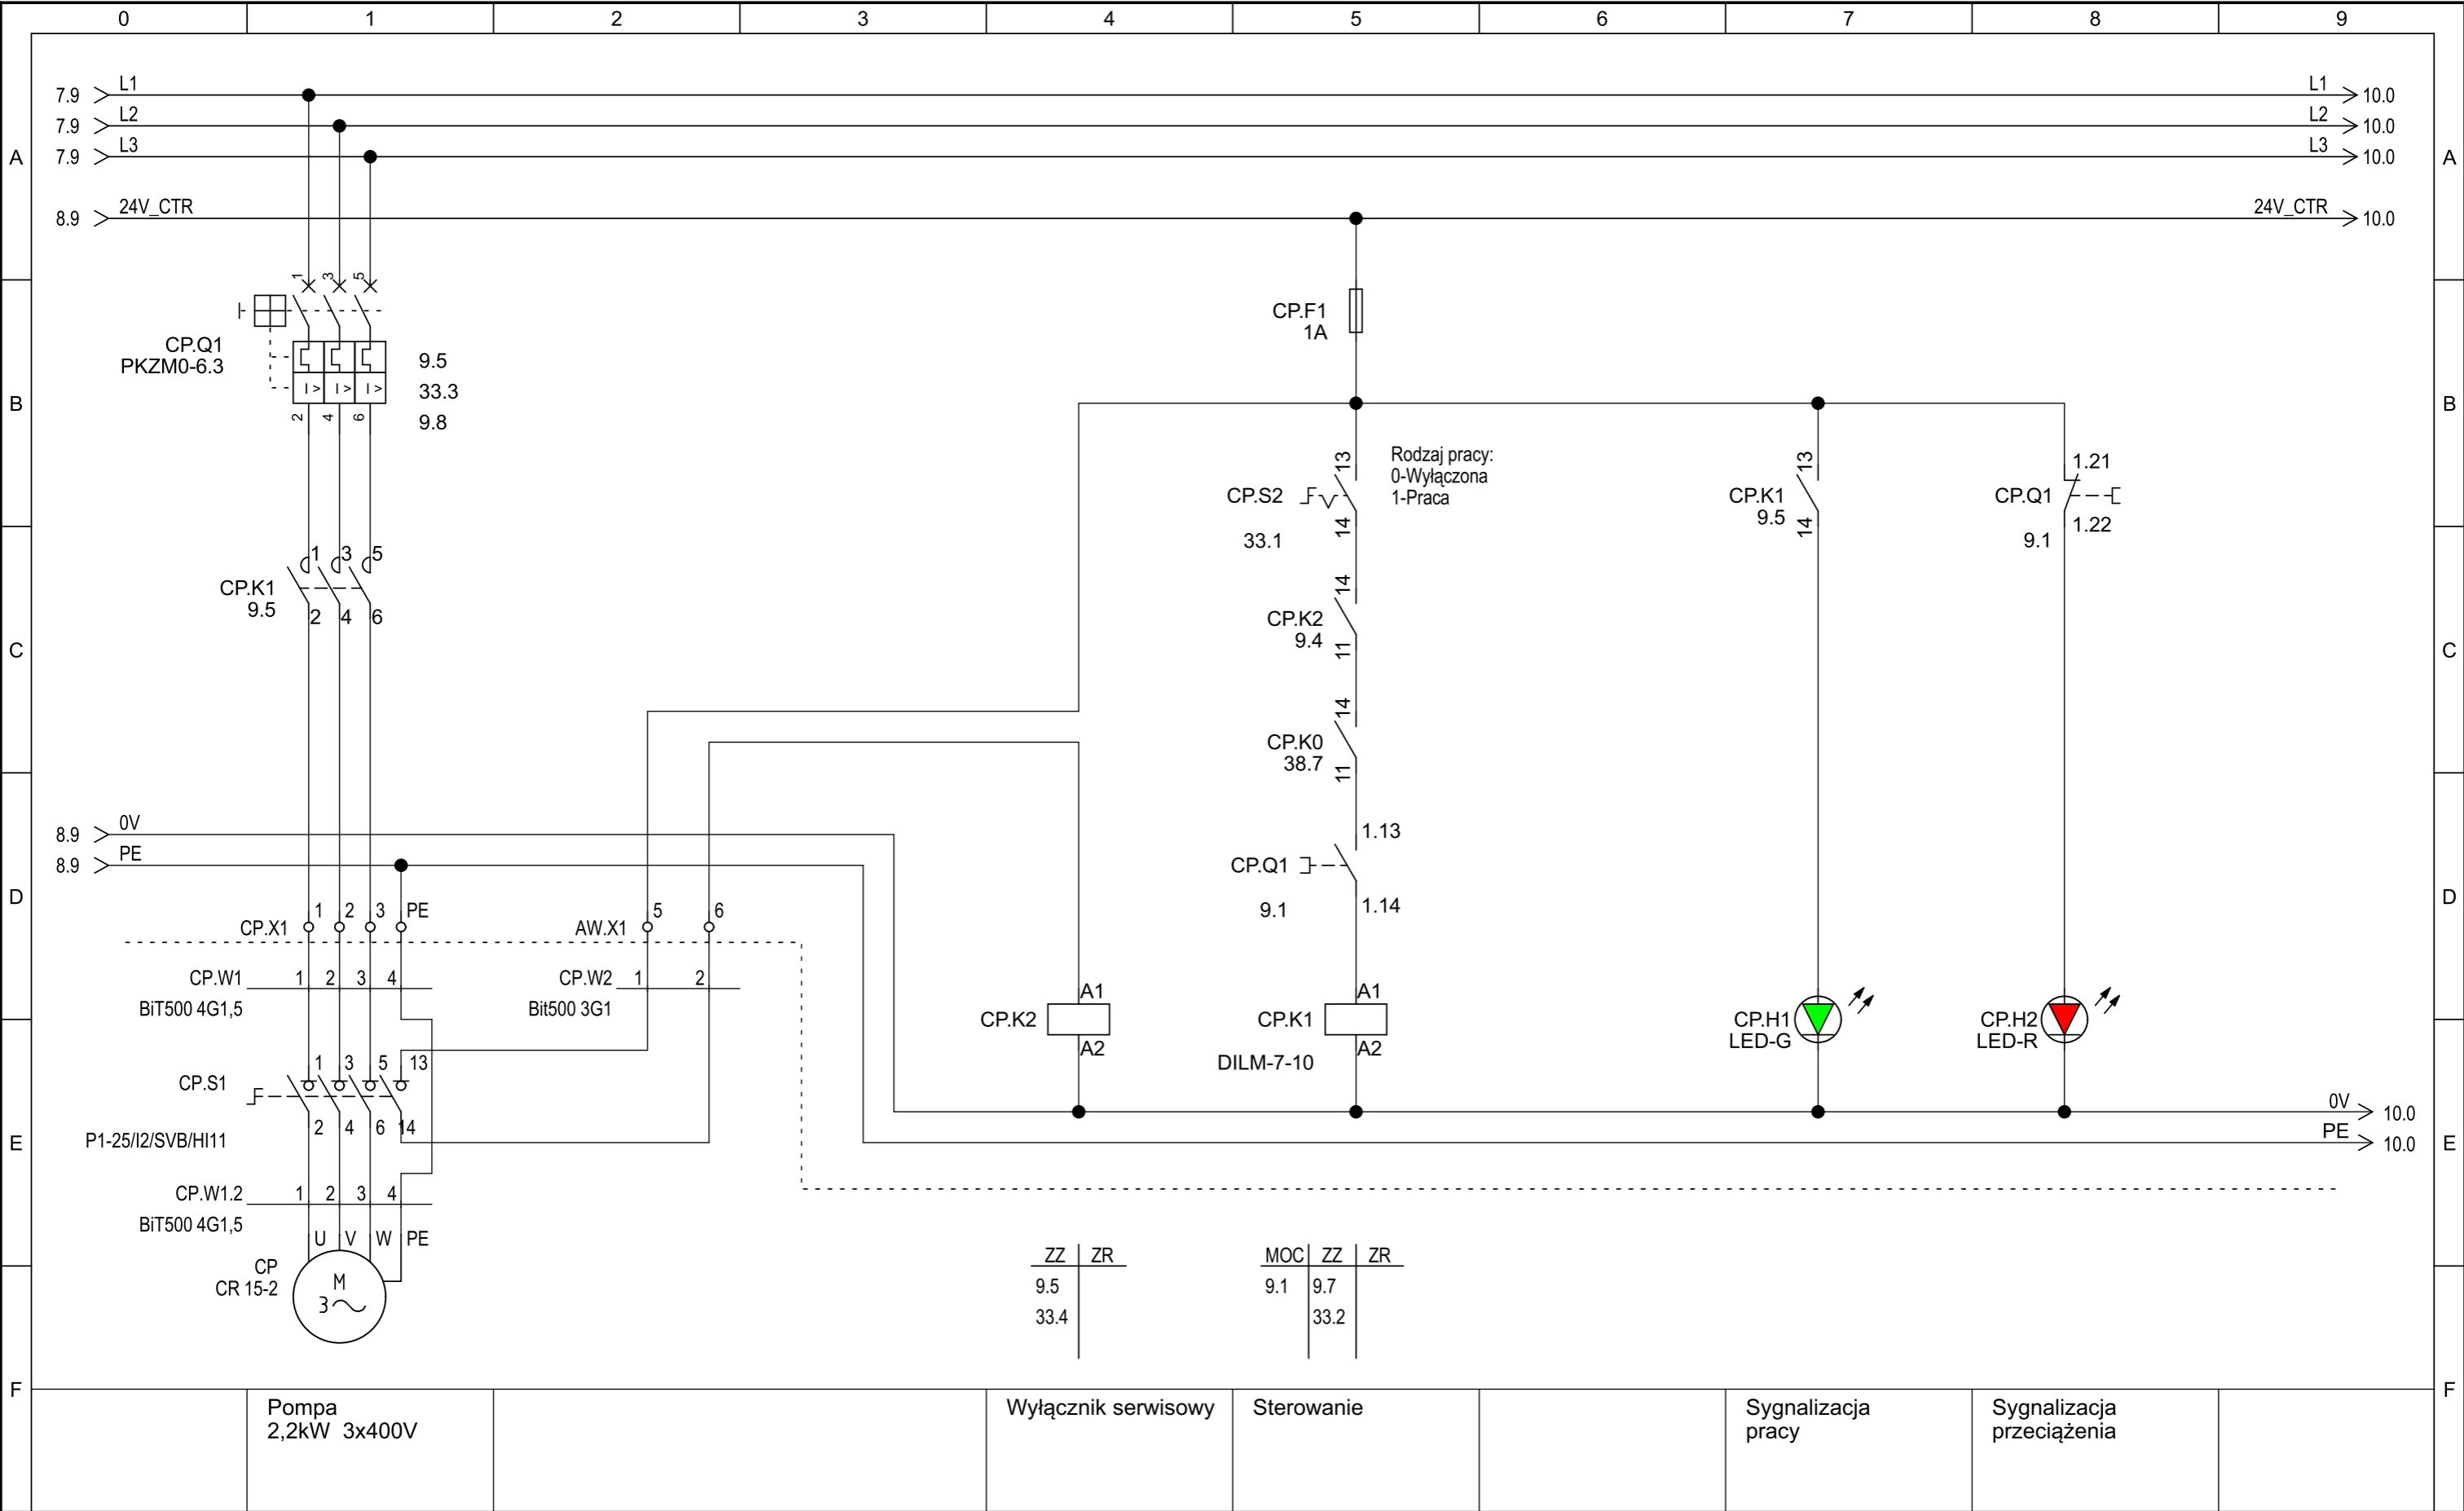 0 1 2 3 4 5 6 7 8 9
7.9 L1 L1 10.0
7.9 L2 L2 10.0
A 7.9 L3 L3 10.0 A
8.9 24V_CTR 24V_CTR 10.0
1 3 5
CP.Q1
PKZM0-6.3
I > I > I >
2 4 6
9.5
33.3
9.8
CP.F1
1A
B B
Rodzaj pracy:
0-Wyłączona
1-Praca
13
CP.S2
14
33.1
13
CP.K1
9.5
14
1.21
CP.Q1
1.22
9.1
1 3 5
CP.K1
9.5
2 4 6
14
CP.K2
9.4
11
C C
14
CP.K0
38.7
11
8.9 0V
8.9 PE
1.13
CP.Q1
9.1
1.14
D D
1 2 3 PE
CP.X1
5 6
AW.X1
CP.W1 1 2 3 4
BiT500 4G1,5
CP.W2 1 2
Bit500 3G1
A1
CP.K2
A2
A1
CP.K1
A2
DILM-7-10
CP.H1
LED-G
CP.H2
LED-R
1 3 5 13
CP.S1
2 4 6 14
P1-25/I2/SVB/HI11
0V 10.0
E PE 10.0 E
CP.W1.2 1 2 3 4
BiT500 4G1,5
U V W PE
CP
CR 15-2
M
3
ZZ ZR
9.5
33.4
MOC ZZ ZR
9.1 9.7
33.2
F F
Pompa
2,2kW 3x400V
Wyłącznik serwisowy
Sterowanie
Sygnalizacja
pracy
Sygnalizacja
przeciążenia